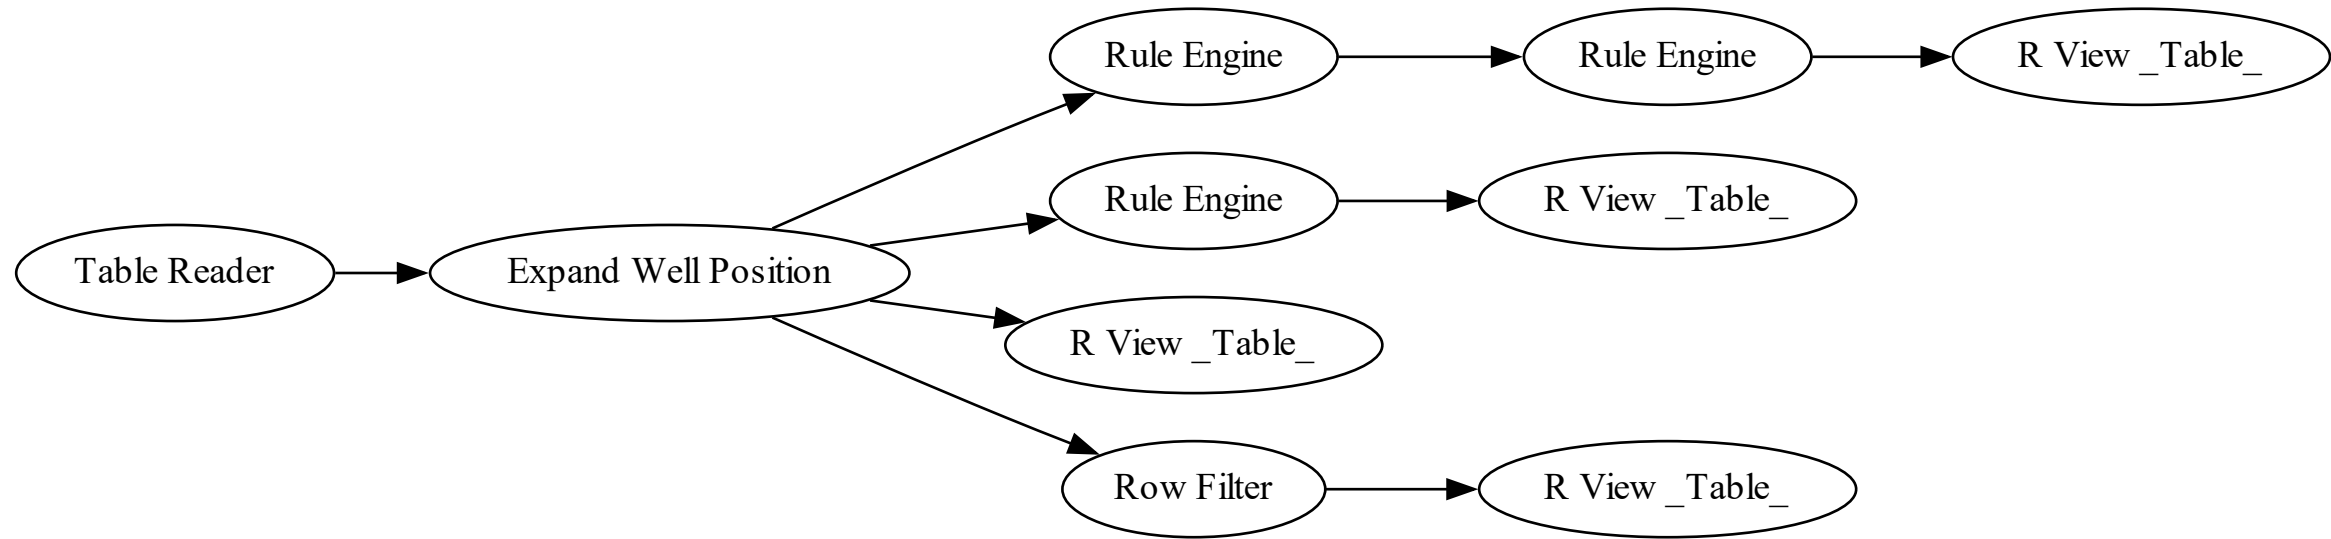 Rule Engine
Rule Engine
R View _Table_
Rule Engine
R View _Table_
Table Reader
Expand Well Position
R View _Table_
Row Filter
R View _Table_